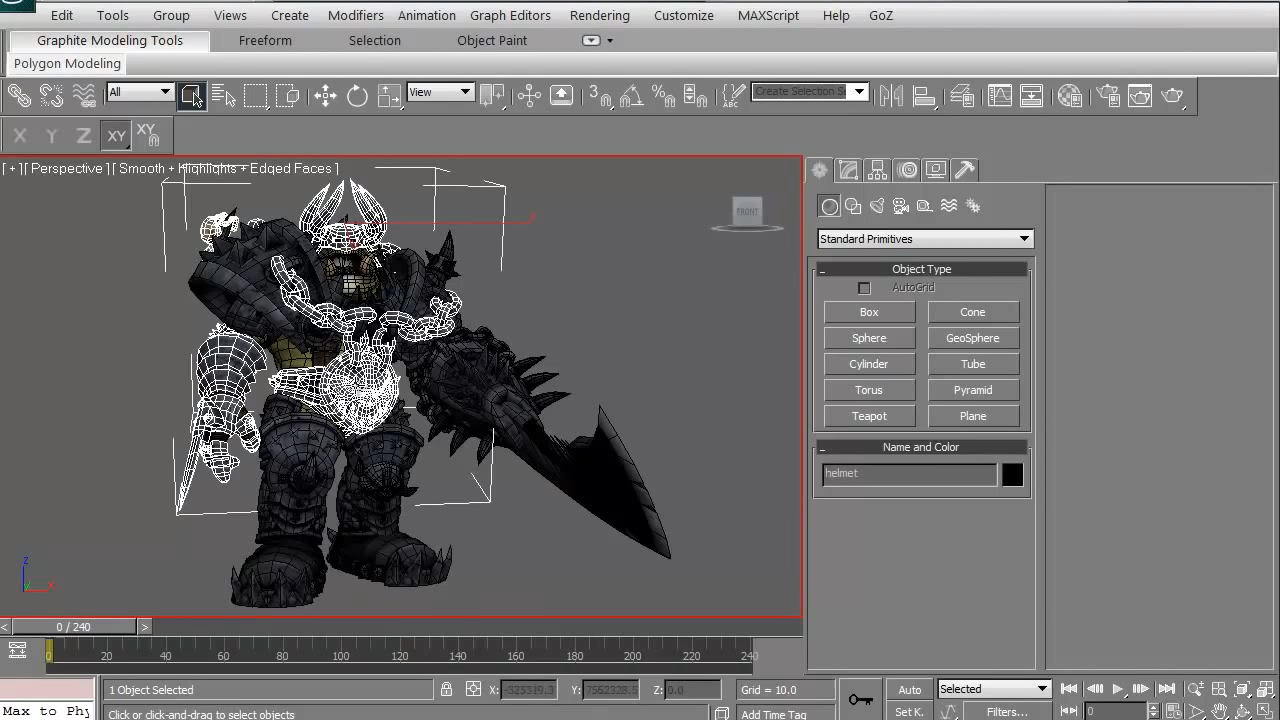 Edit Tools Group Views Create Modifiers Animation Graph Editors Rendering Customize MAXScript Help GoZ
Graphite Modeling Tools Freeform Selection Object Paint
Polygon Modeling
All View Create Selection Se
X Y Z XY XY
[ + ][ Perspective ][ Smooth + Highlights + Edged Faces ]
FRONT
Standard Primitives
Object Type
AutoGrid
Box Cone
Sphere GeoSphere
Cylinder Tube
Torus Pyramid
Teapot Plane
Name and Color
helmet
z
x
< 0 / 240 >
0 20 40 60 80 100 120 140 160 180 200 220 240
1 Object Selected X: Y: Z: 0.0 Grid = 10.0 Auto Selected
Max to Phy Click or click-and-drag to select objects Add Time Tag Set K. Filters... 0